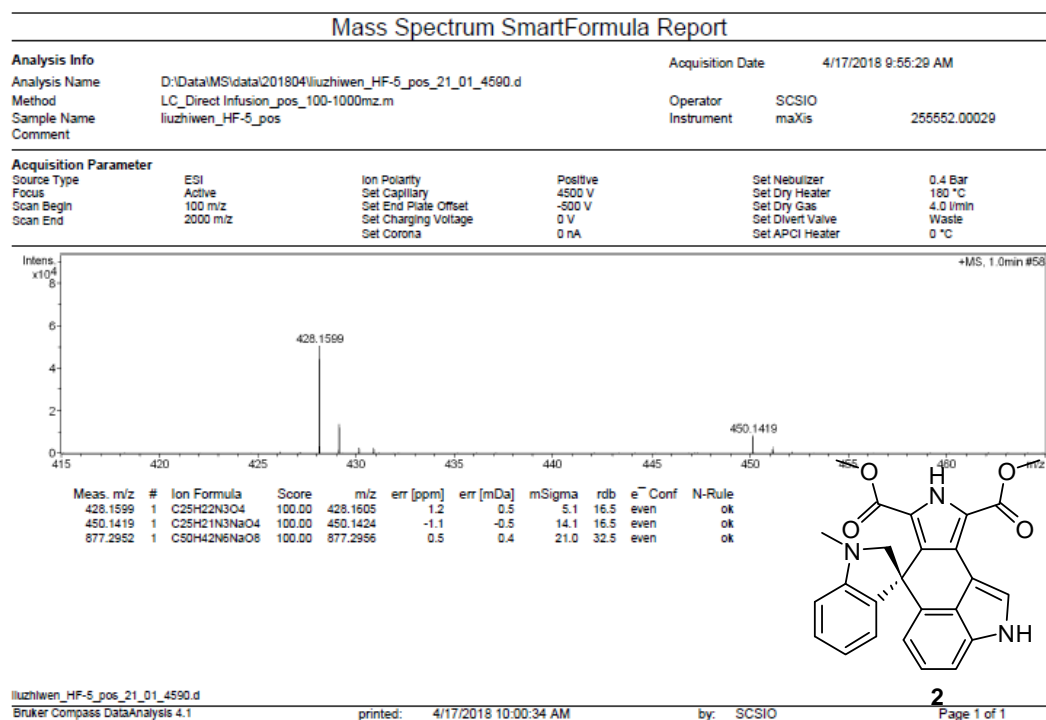 Mass Spectrum SmartFormula Report
Analysis Info Acquisition Date 4/17/2018 9:55:29 AM
Analysis Name D:\Data\MS\data\201804\liuzhiwen_HF-5_pos_21_01_4590.d
Method LC_Direct Infusion_pos_100-1000mz.m Operator SCSIO
Sample Name liuzhiwen_HF-5_pos Instrument maXis 255552.00029
Comment
Acquisition Parameter
Source Type ESI Ion Polarity Positive Set Nebulizer 0.4 Bar
Focus Active Set Capillary 4500 V Set Dry Heater 180 °C
Scan Begin 100 m/z Set End Plate Offset -500 V Set Dry Gas 4.0 l/min
Scan End 2000 m/z Set Charging Voltage 0 V Set Divert Valve Waste
Set Corona 0 nA Set APCI Heater 0 °C
Intens. +MS, 1.0min #58
x10⁴
8
6
428.1599
4
2
450.1419
0
415 420 425 430 435 440 445 450 455 460 m/z
Meas. m/z # Ion Formula Score m/z err [ppm] err [mDa] mSigma rdb e⁻ Conf N-Rule
428.1599 1 C25H22N3O4 100.00 428.1605 1.2 0.5 5.1 16.5 even ok
450.1419 1 C25H21N3NaO4 100.00 450.1424 -1.1 -0.5 14.1 16.5 even ok
877.2952 1 C50H42N6NaO8 100.00 877.2956 0.5 0.4 21.0 32.5 even ok
O H N O
O O
N
NH
2
liuzhiwen_HF-5_pos_21_01_4590.d
Bruker Compass DataAnalysis 4.1 printed: 4/17/2018 10:00:34 AM by: SCSIO Page 1 of 1